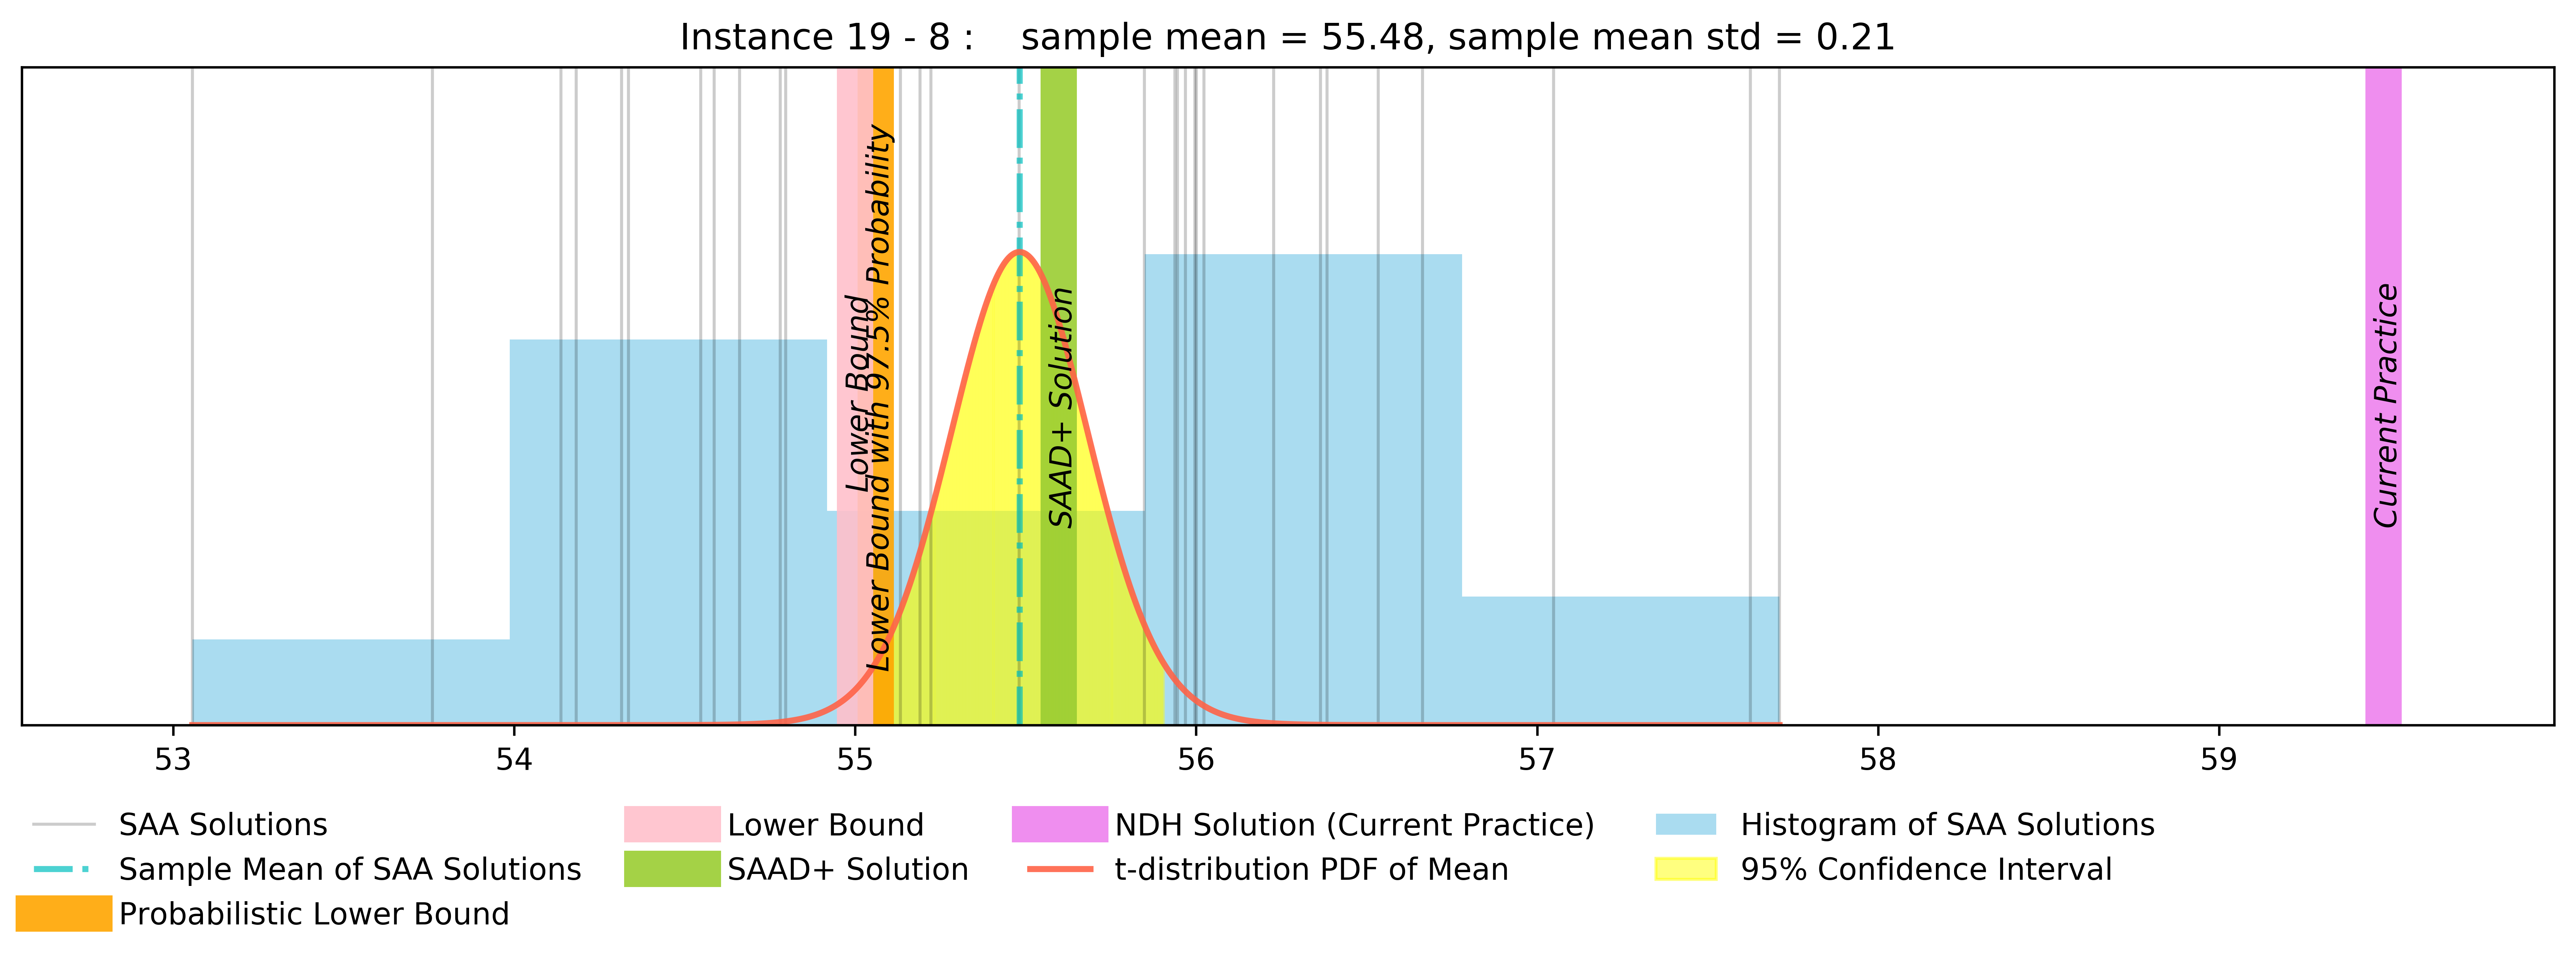 Instance 19 - 8 :    sample mean = 55.48, sample mean std = 0.21
Lower Bound
Lower Bound with 97.5% Probability
SAAD+ Solution
Current Practice
53 54 55 56 57 58 59
SAA Solutions
Sample Mean of SAA Solutions
Probabilistic Lower Bound
Lower Bound
SAAD+ Solution
NDH Solution (Current Practice)
t-distribution PDF of Mean
Histogram of SAA Solutions
95% Confidence Interval